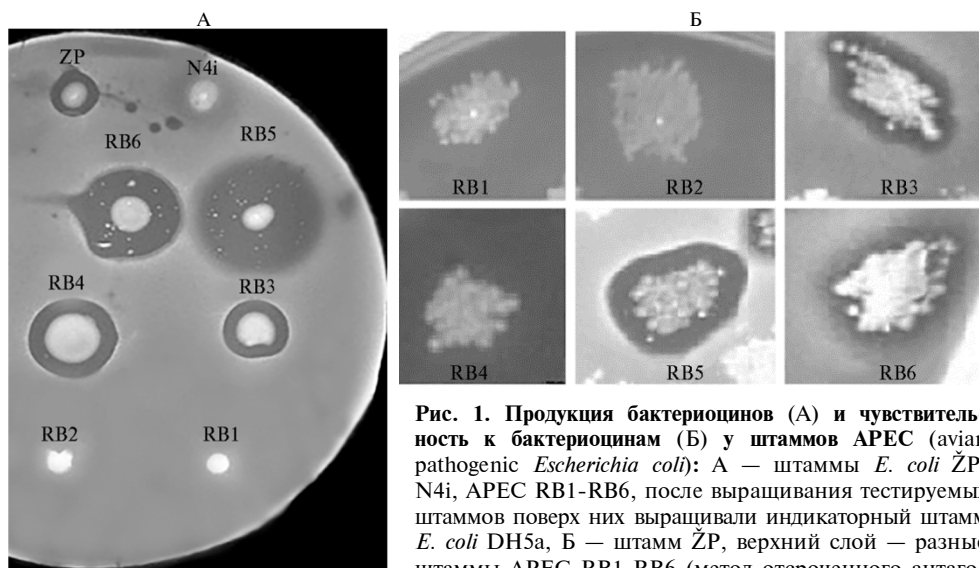 А
Б
ZP
N4i
RB6
RB5
RB4
RB3
RB2
RB1
RB1
RB2
RB3
RB4
RB5
RB6
Рис. 1. Продукция бактериоцинов (А) и чувствитель-
ность к бактериоцинам (Б) у штаммов APEC (avian
pathogenic Escherichia coli): А — штаммы E. coli ŽP,
N4i, APEC RB1-RB6, после выращивания тестируемых
штаммов поверх них выращивали индикаторный штамм
E. coli DH5a, Б — штамм ŽP, верхний слой — разные
штаммы APEC RB1-RB6 (метод отсроченного антаго-